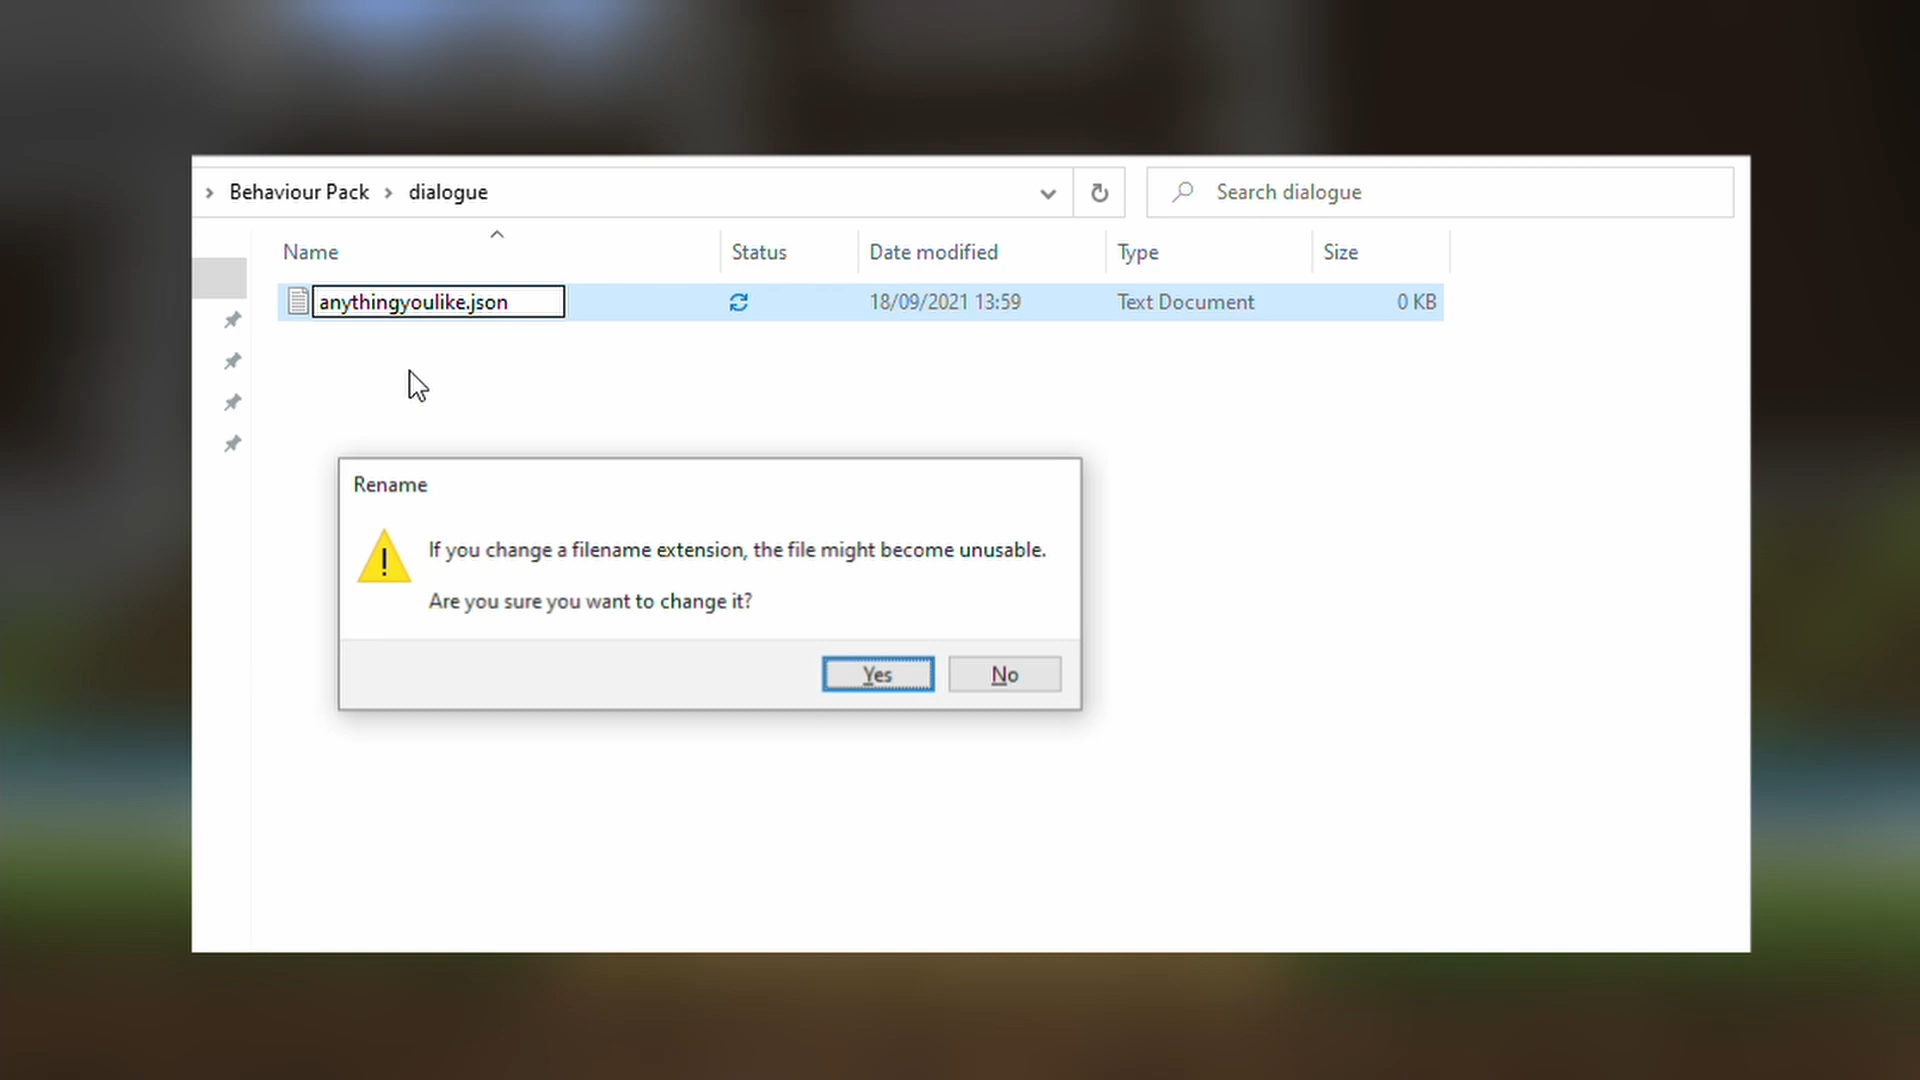 Behaviour Pack > dialogue
Search dialogue
Name
Status
Date modified
Type
Size
anythingyoulike.json
18/09/2021 13:59
Text Document
0 KB
Rename
If you change a filename extension, the file might become unusable.
Are you sure you want to change it?
Yes
No